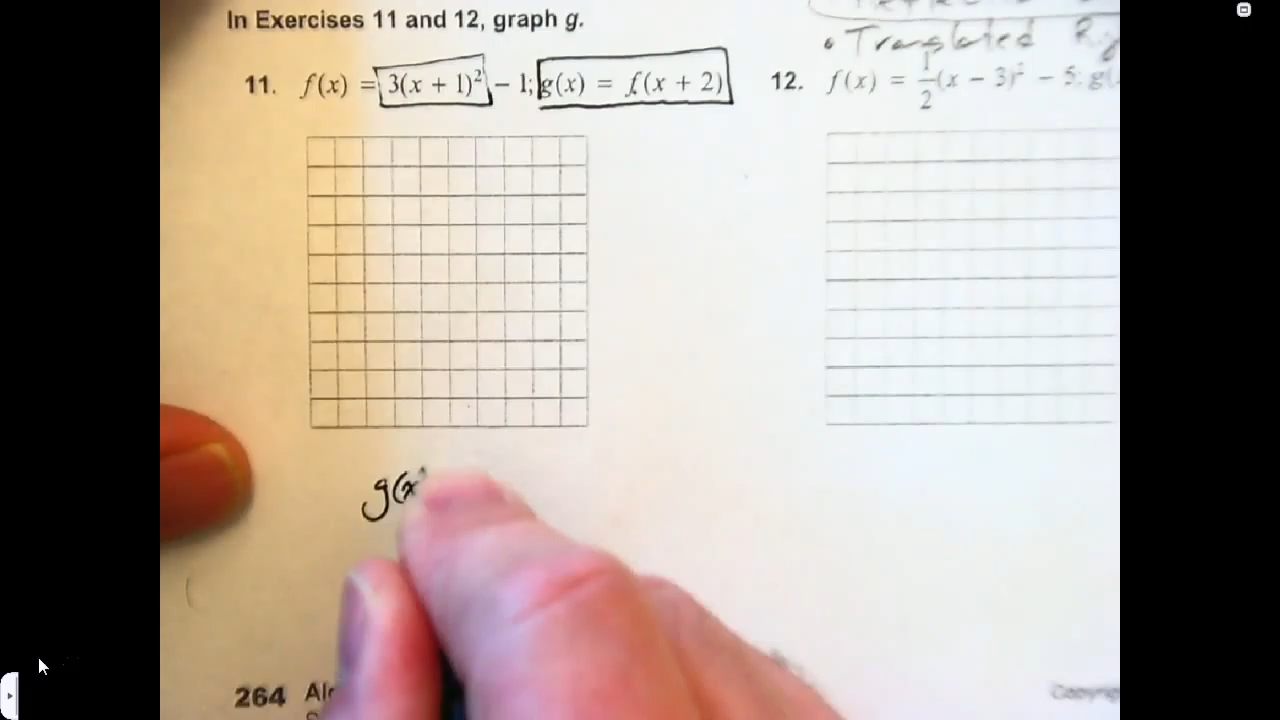 In Exercises 11 and 12, graph g.
• Translated
11. f(x) = 3(x + 1)² − 1; g(x) = f(x + 2)
12. f(x) = 1/2(x − 3)² − 5; g(
g(x)
264